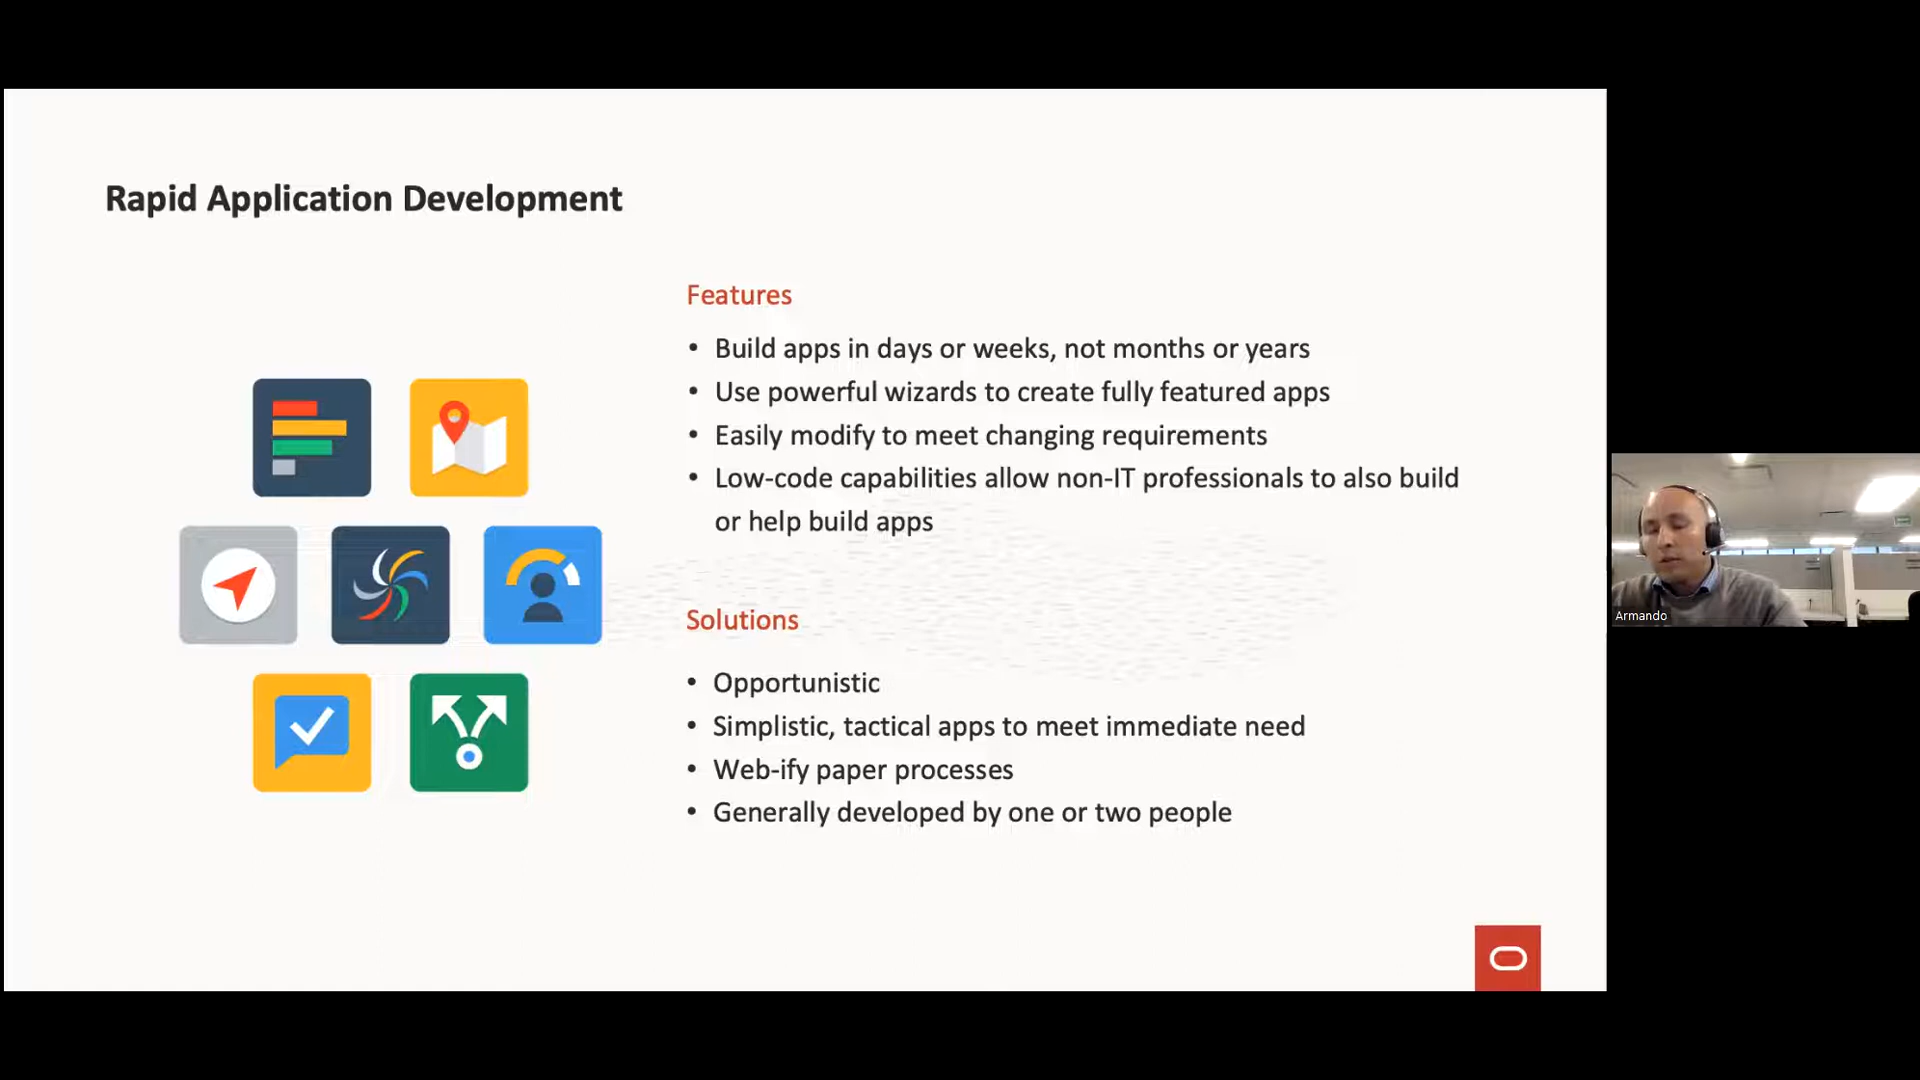 Rapid Application Development
Features
• Build apps in days or weeks, not months or years
• Use powerful wizards to create fully featured apps
• Easily modify to meet changing requirements
• Low-code capabilities allow non-IT professionals to also build
or help build apps
Solutions
• Opportunistic
• Simplistic, tactical apps to meet immediate need
• Web-ify paper processes
• Generally developed by one or two people
Armando